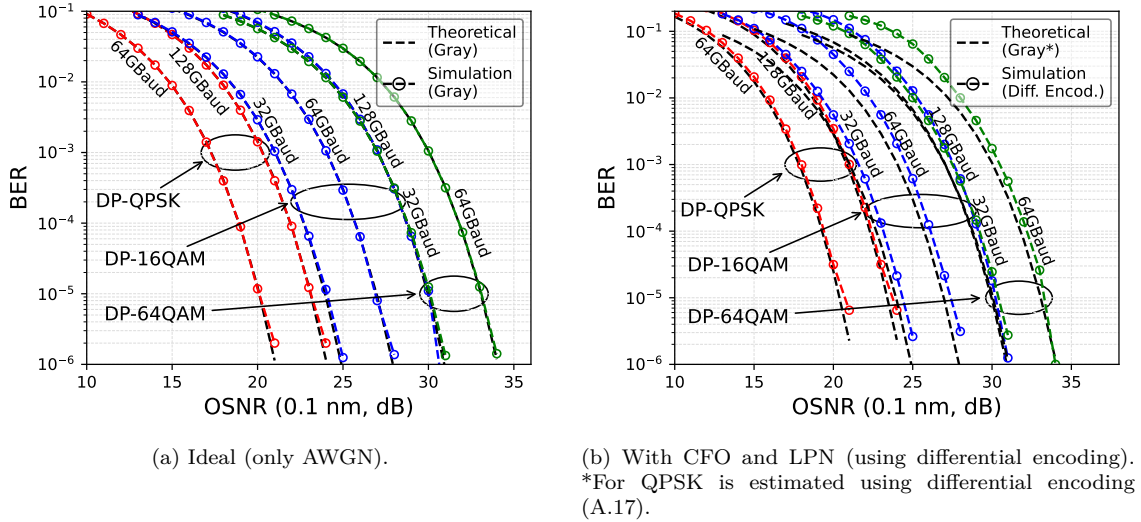 Theoretical
(Gray)
Simulation
(Gray)
64GBaud
128GBaud
32GBaud
64GBaud
128GBaud
32GBaud
64GBaud
DP-QPSK
DP-16QAM
DP-64QAM
BER
10⁻¹
10⁻²
10⁻³
10⁻⁴
10⁻⁵
10⁻⁶
10 15 20 25 30 35
OSNR (0.1 nm, dB)
(a) Ideal (only AWGN).
Theoretical
(Gray*)
Simulation
(Diff. Encod.)
64GBaud
128GBaud
32GBaud
64GBaud
128GBaud
32GBaud
64GBaud
DP-QPSK
DP-16QAM
DP-64QAM
BER
10⁻¹
10⁻²
10⁻³
10⁻⁴
10⁻⁵
10⁻⁶
10 15 20 25 30 35
OSNR (0.1 nm, dB)
(b) With CFO and LPN (using differential encoding).
*For QPSK is estimated using differential encoding
(A.17).